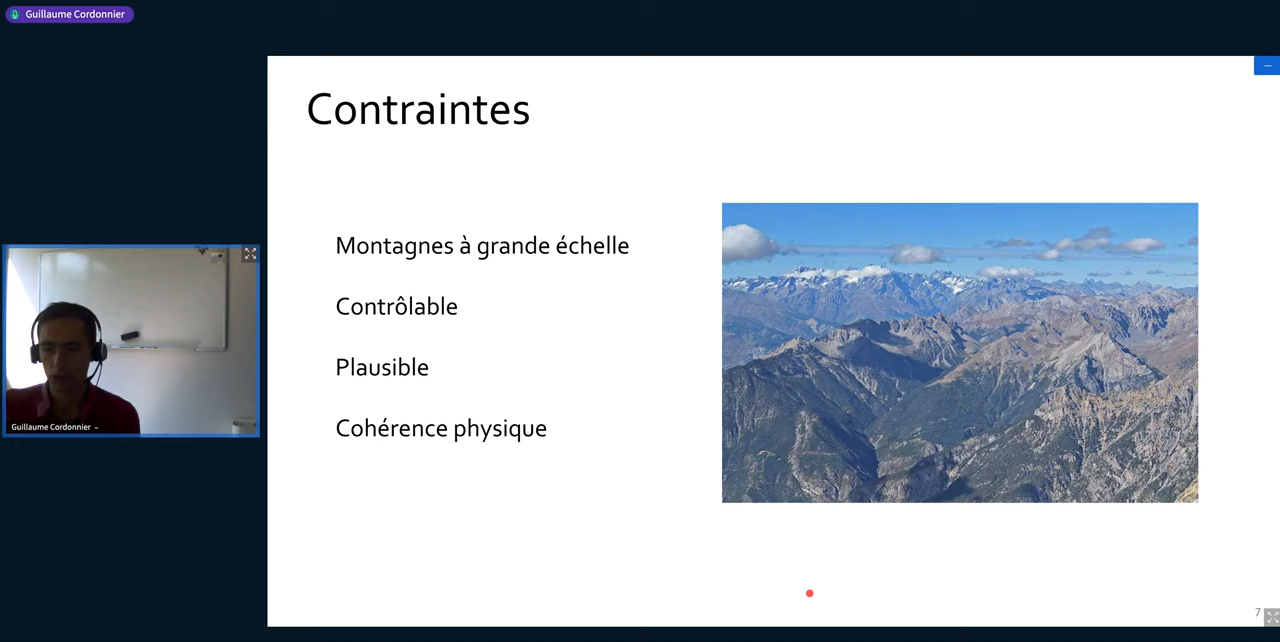 Guillaume Cordonnier
Contraintes
Montagnes à grande échelle
Contrôlable
Plausible
Cohérence physique
Guillaume Cordonnier
7